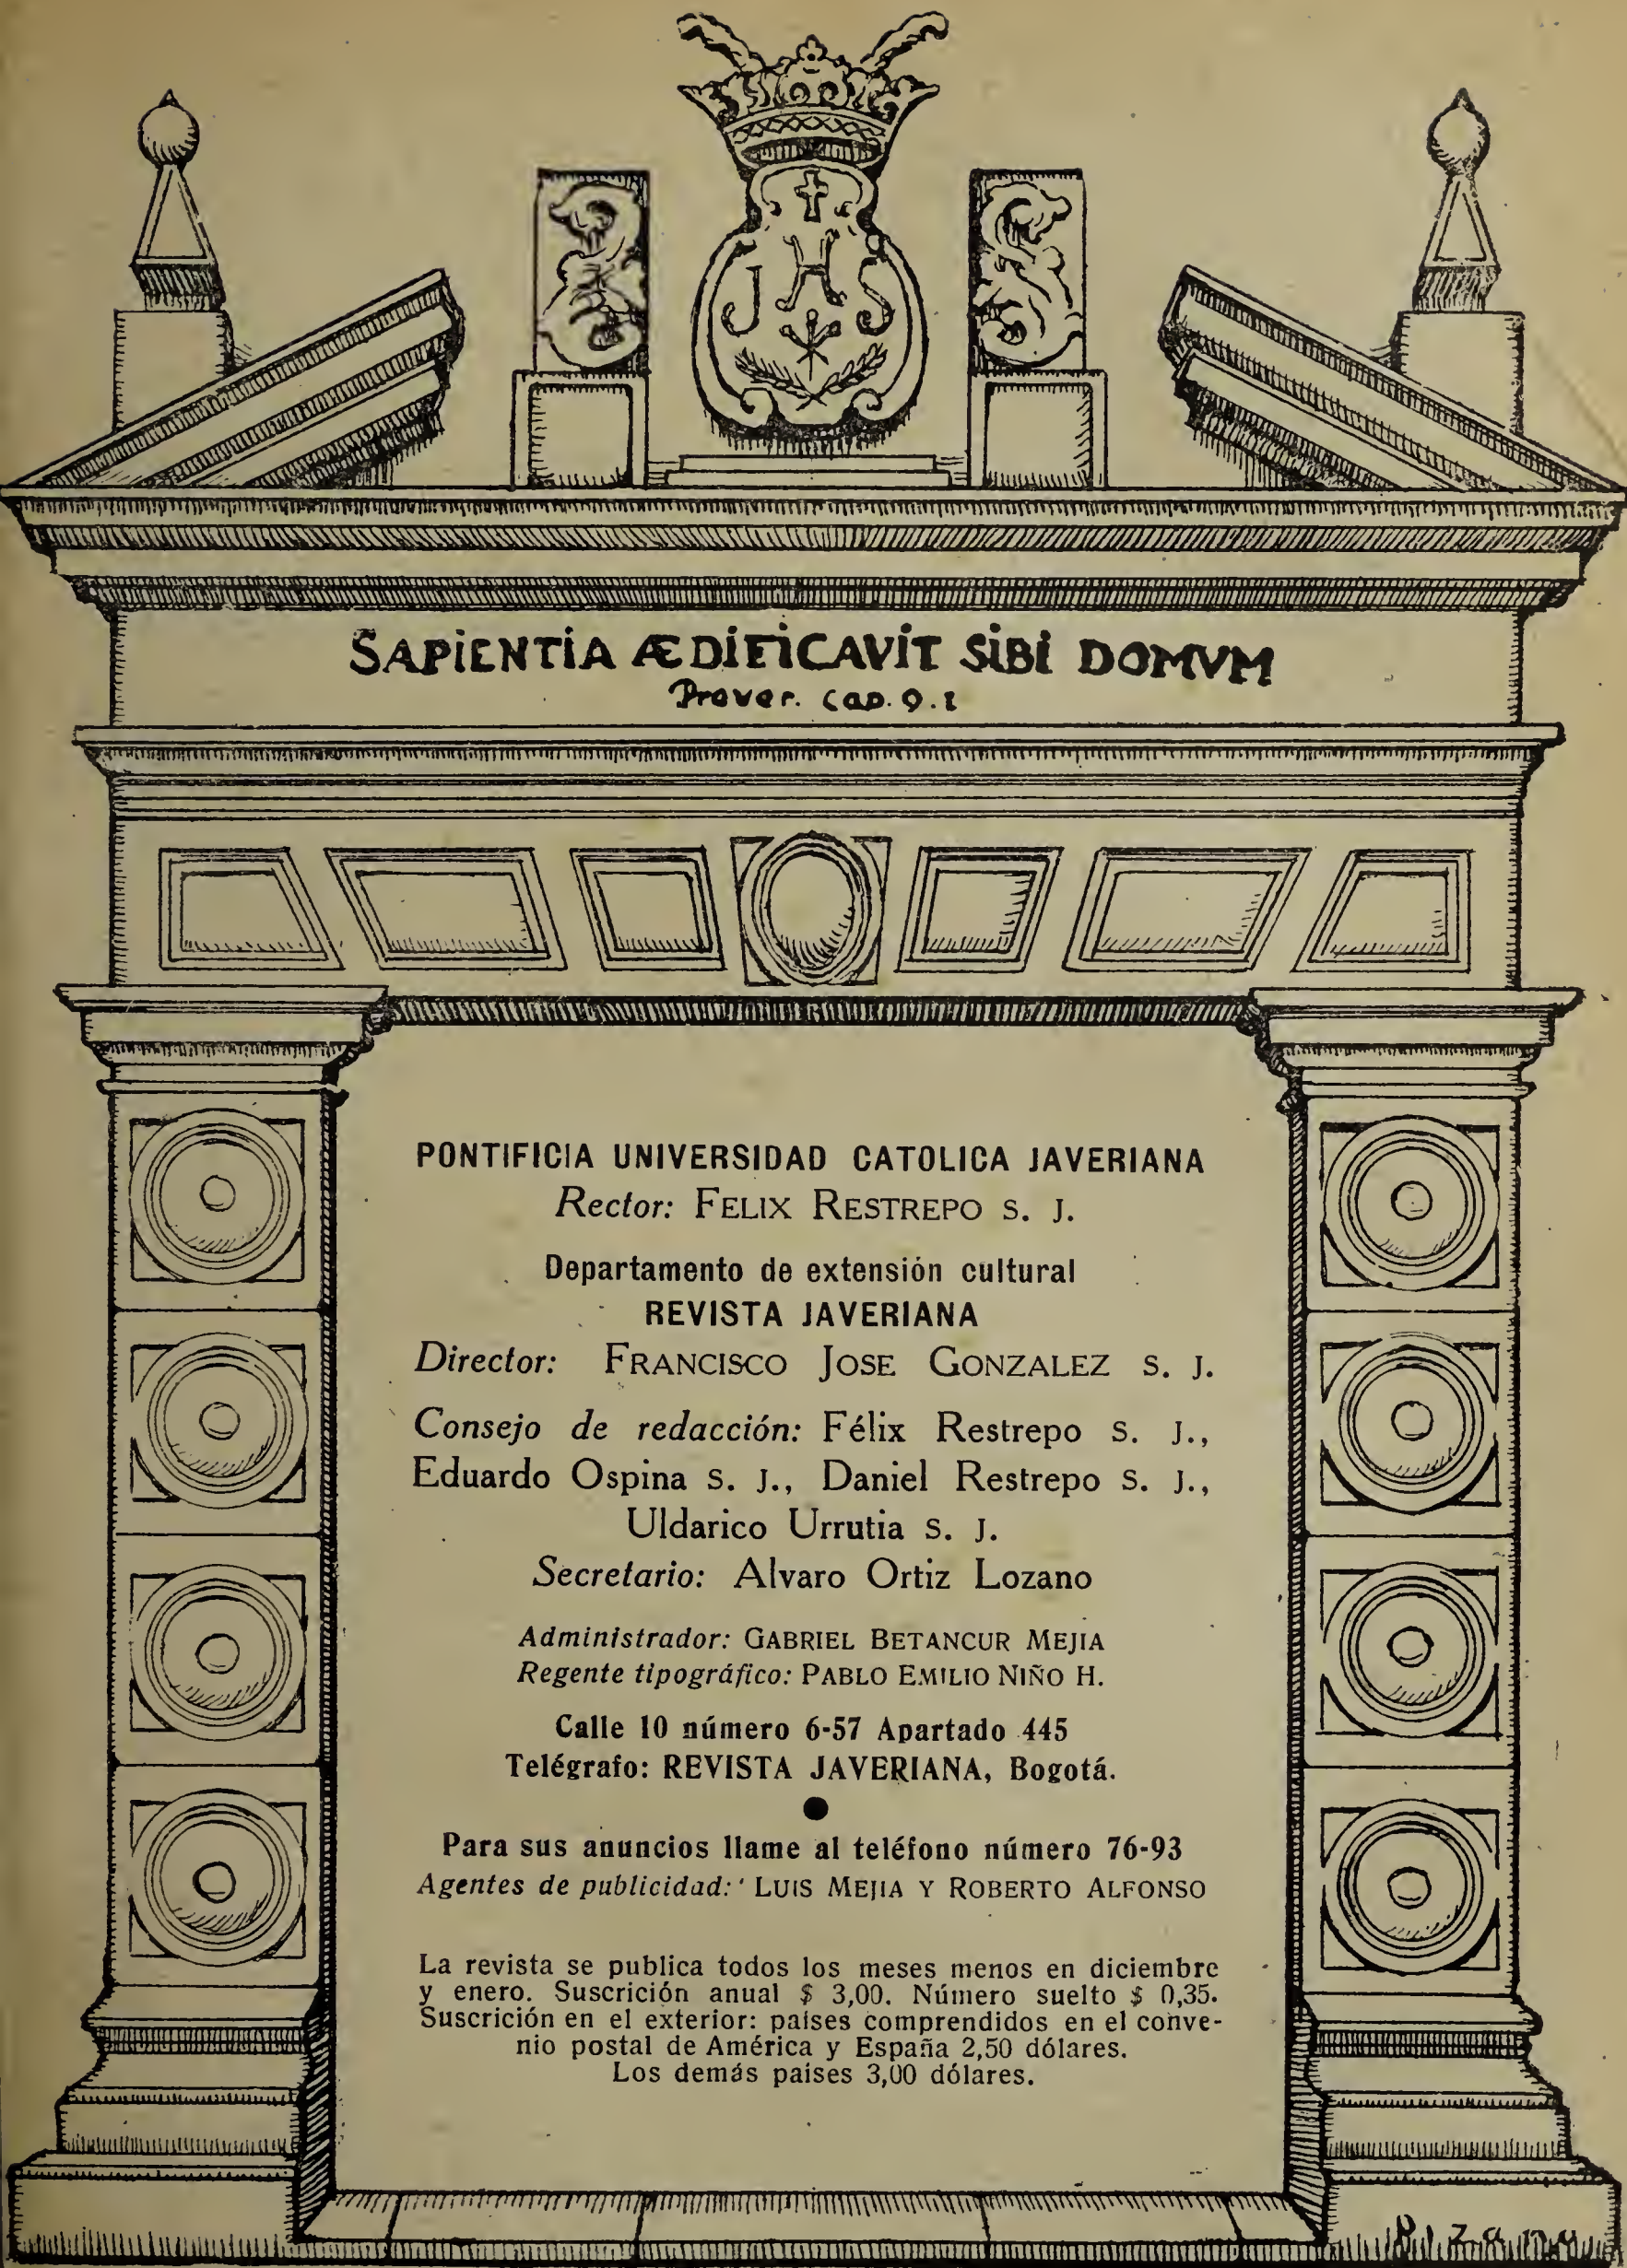 JHS
SAPiENTiA ÆDiFiCAViT SiBi DOMVM
Prover. cap. 9. 1
PONTIFICIA UNIVERSIDAD CATOLICA JAVERIANA
Rector: FELIX RESTREPO S. J.
Departamento de extensión cultural
REVISTA JAVERIANA
Director: FRANCISCO JOSE GONZALEZ S. J.
Consejo de redacción: Félix Restrepo S. J.,
Eduardo Ospina S. J., Daniel Restrepo S. J.,
Uldarico Urrutia S. J.
Secretario: Alvaro Ortiz Lozano
Administrador: GABRIEL BETANCUR MEJIA
Regente tipográfico: PABLO EMILIO NIÑO H.
Calle 10 número 6-57 Apartado 445
Telégrafo: REVISTA JAVERIANA, Bogotá.
Para sus anuncios llame al teléfono número 76-93
Agentes de publicidad: LUIS MEJIA Y ROBERTO ALFONSO
La revista se publica todos los meses menos en diciembre
y enero. Suscrición anual $ 3,00. Número suelto $ 0,35.
Suscrición en el exterior: países comprendidos en el conve-
nio postal de América y España 2,50 dólares.
Los demás países 3,00 dólares.